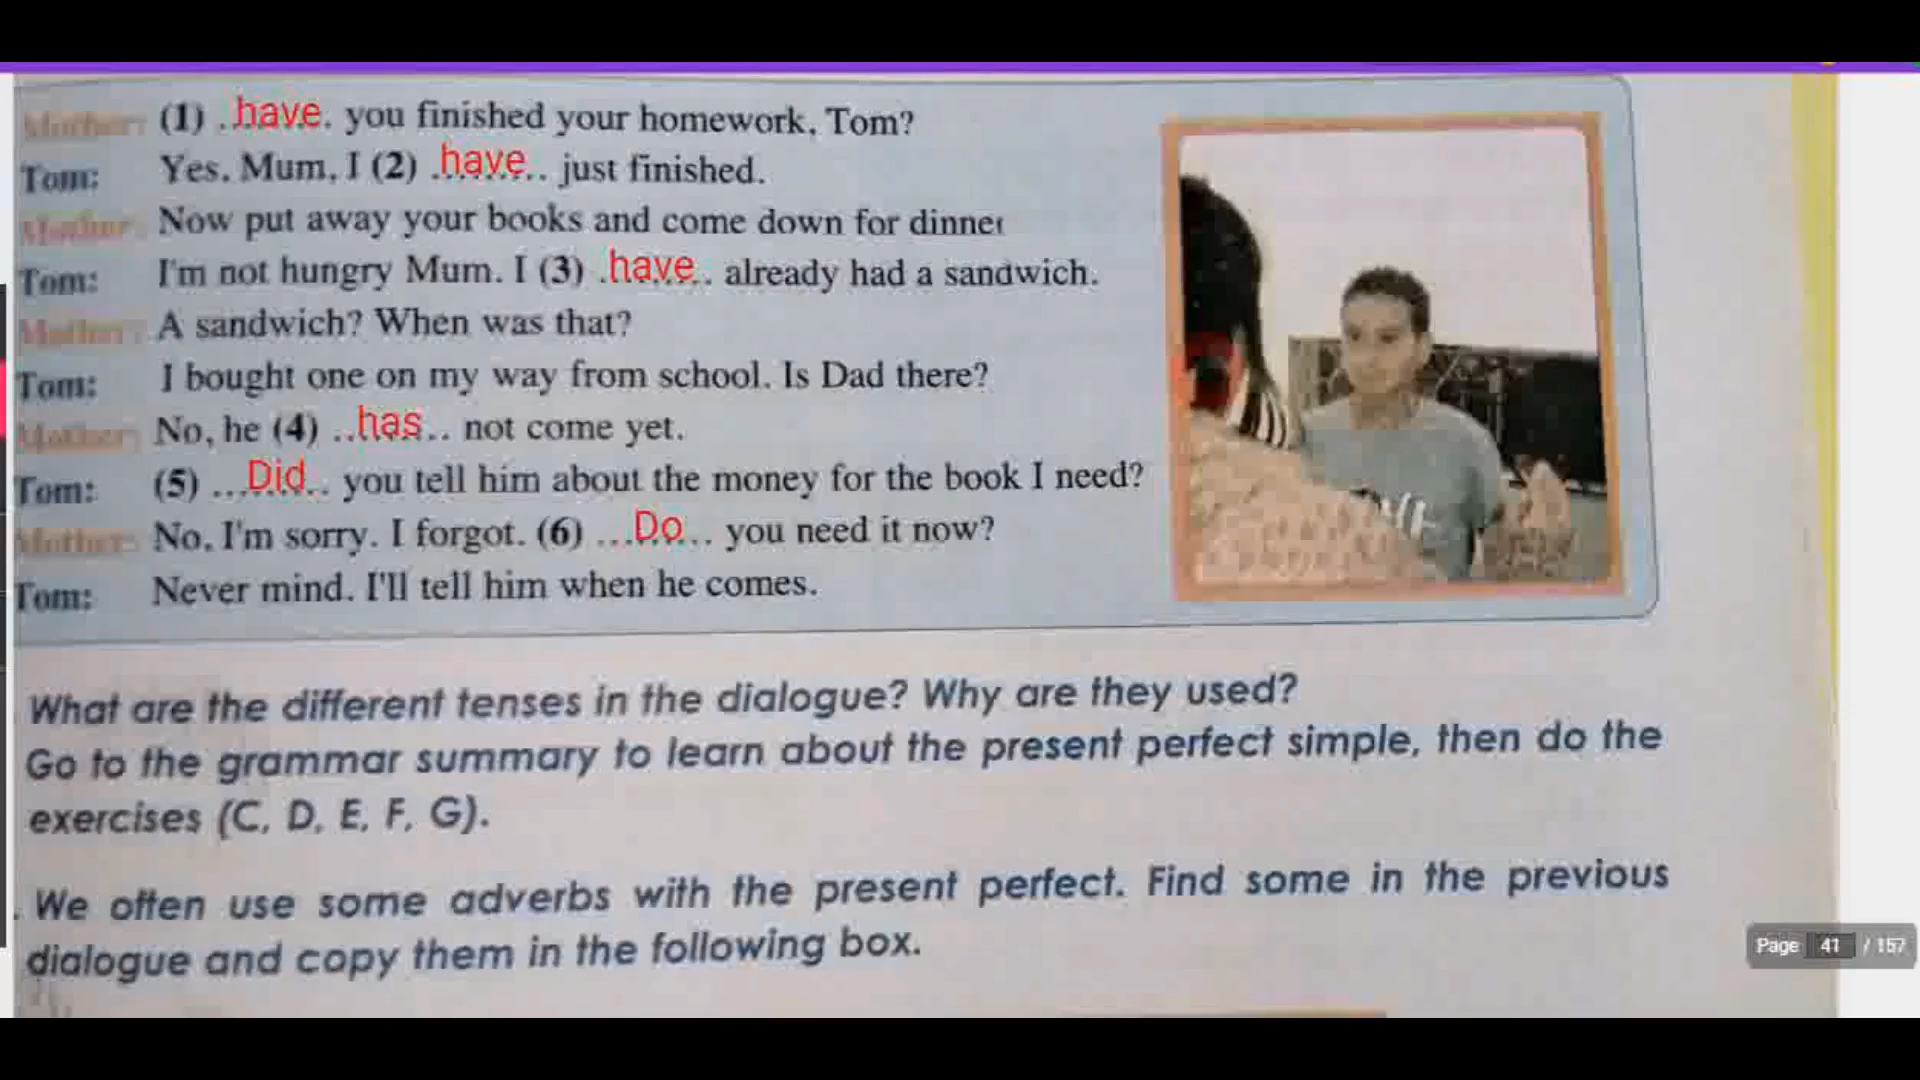 Mother: (1) ..have. you finished your homework, Tom?
Tom: Yes, Mum, I (2) .have.. just finished.
Mother: Now put away your books and come down for dinner
Tom: I'm not hungry Mum. I (3) .have.. already had a sandwich.
Mother: A sandwich? When was that?
Tom: I bought one on my way from school. Is Dad there?
Mother: No, he (4) ..has.. not come yet.
Tom: (5) ...Did.. you tell him about the money for the book I need?
Mother: No, I'm sorry. I forgot. (6) ...Do... you need it now?
Tom: Never mind. I'll tell him when he comes.
What are the different tenses in the dialogue? Why are they used?
Go to the grammar summary to learn about the present perfect simple, then do the
exercises (C, D, E, F, G).
. We often use some adverbs with the present perfect. Find some in the previous
dialogue and copy them in the following box.
Page 41 / 157